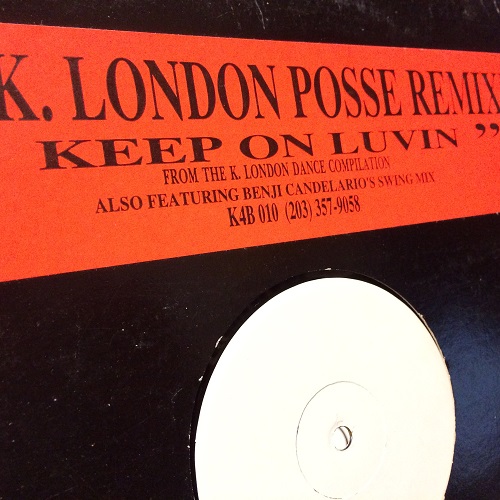 K. LONDON POSSE REMIX
KEEP ON LUVIN ”
FROM THE K. LONDON DANCE COMPILATION
ALSO FEATURING BENJI CANDELARIO'S SWING MIX
K4B 010 (203) 357-9058